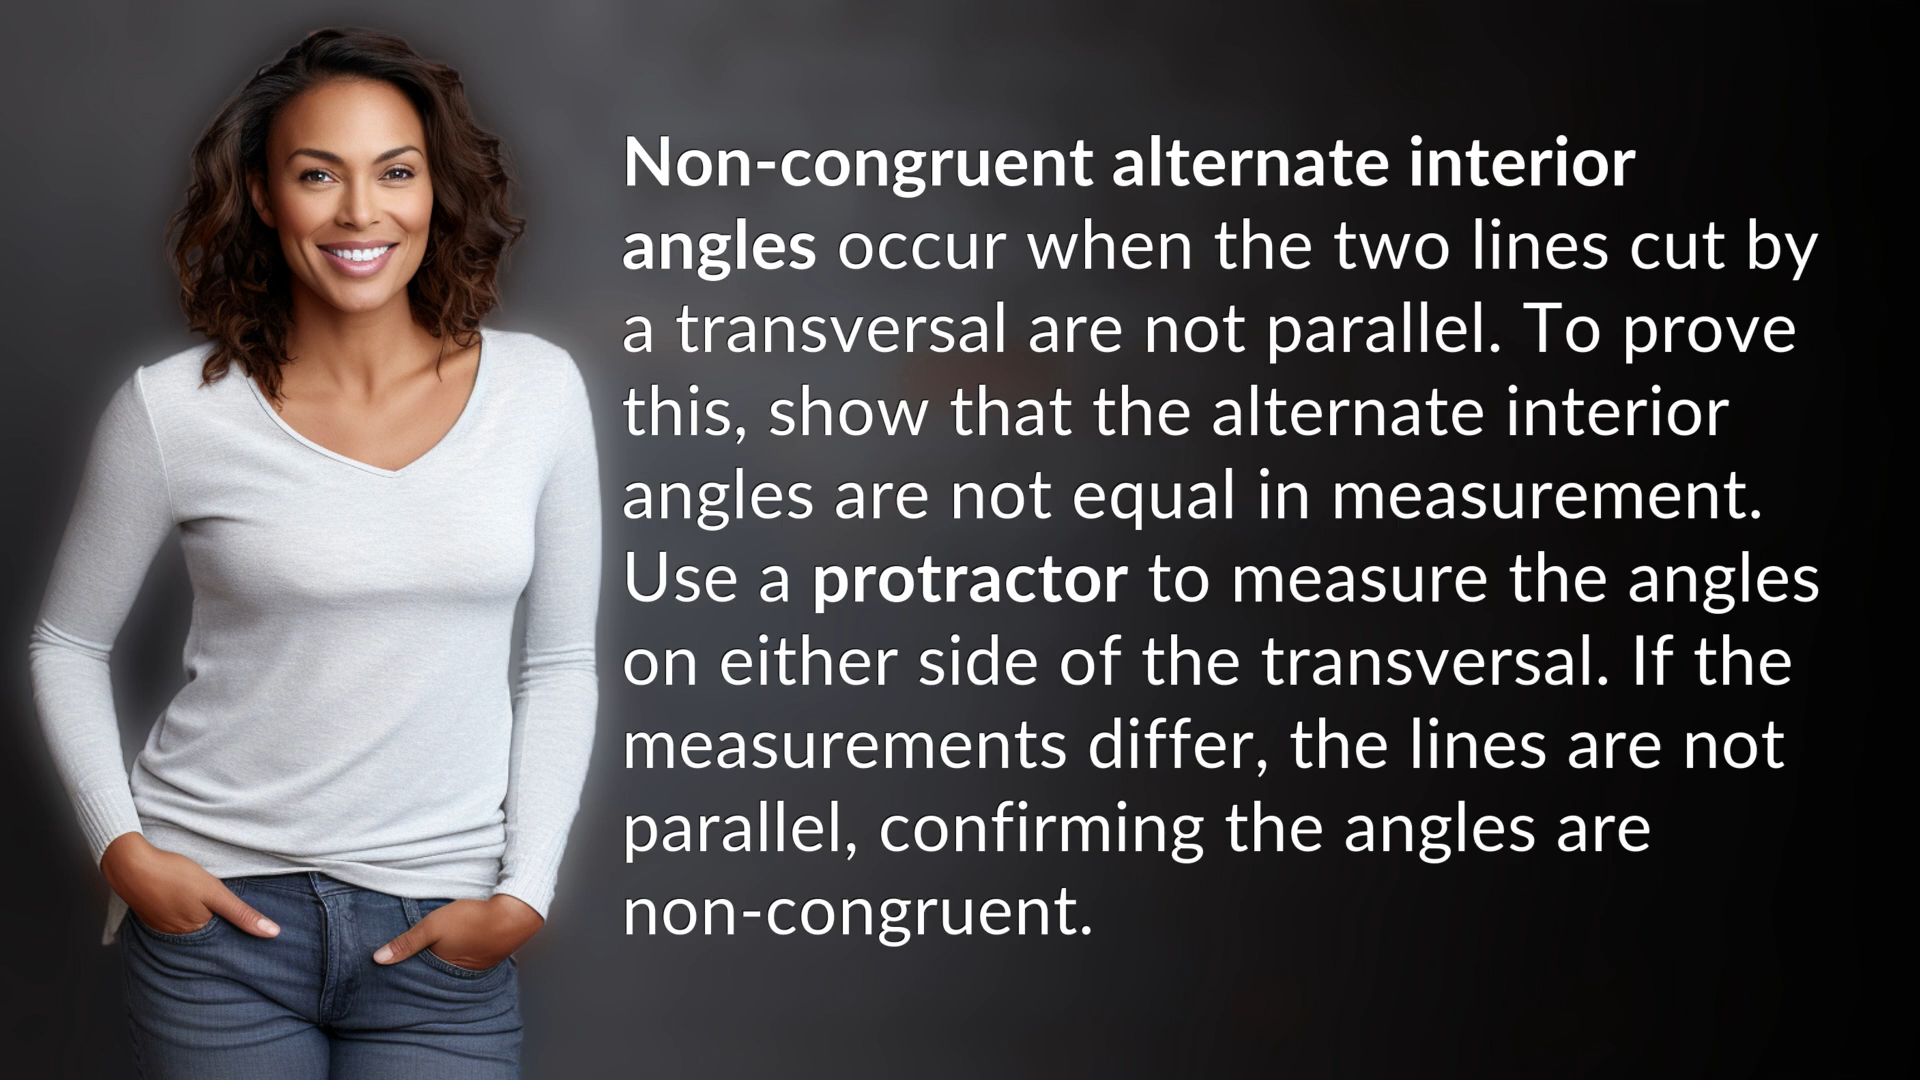 Non-congruent alternate interior
angles occur when the two lines cut by
a transversal are not parallel. To prove
this, show that the alternate interior
angles are not equal in measurement.
Use a protractor to measure the angles
on either side of the transversal. If the
measurements differ, the lines are not
parallel, confirming the angles are
non-congruent.